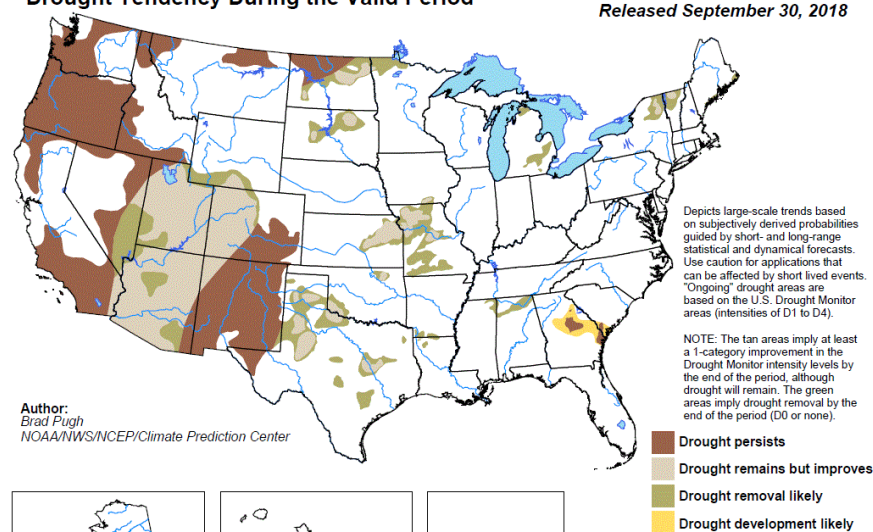 Drought Tendency During the Valid Period
Released September 30, 2018
Depicts large-scale trends based
on subjectively derived probabilities
guided by short- and long-range
statistical and dynamical forecasts.
Use caution for applications that
can be affected by short lived events.
"Ongoing" drought areas are
based on the U.S. Drought Monitor
areas (intensities of D1 to D4).
NOTE: The tan areas imply at least
a 1-category improvement in the
Drought Monitor intensity levels by
the end of the period, although
drought will remain. The green
areas imply drought removal by the
end of the period (D0 or none).
Author:
Brad Pugh
NOAA/NWS/NCEP/Climate Prediction Center
Drought persists
Drought remains but improves
Drought removal likely
Drought development likely